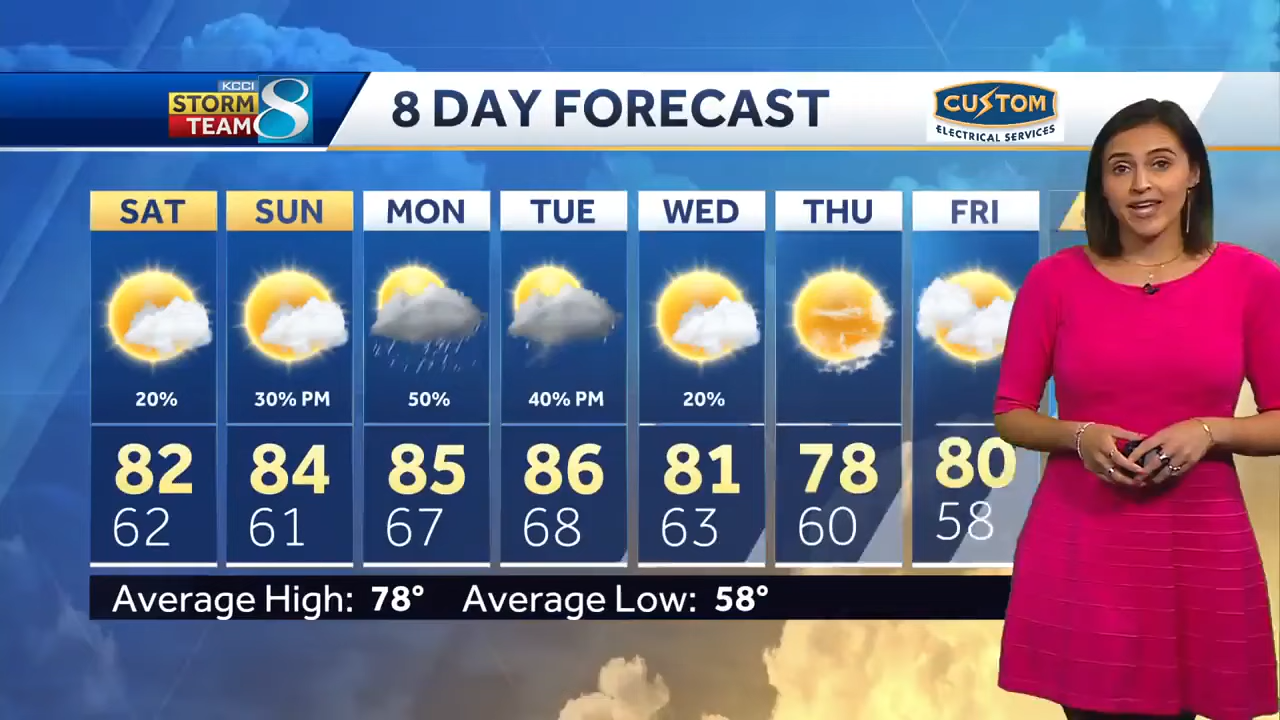 KCCI
STORM
TEAM 8
8 DAY FORECAST
CUSTOM
ELECTRICAL SERVICES
SAT SUN MON TUE WED THU FRI
20% 30% PM 50% 40% PM 20%
82 84 85 86 81 78 80
62 61 67 68 63 60 58
Average High: 78° Average Low: 58°